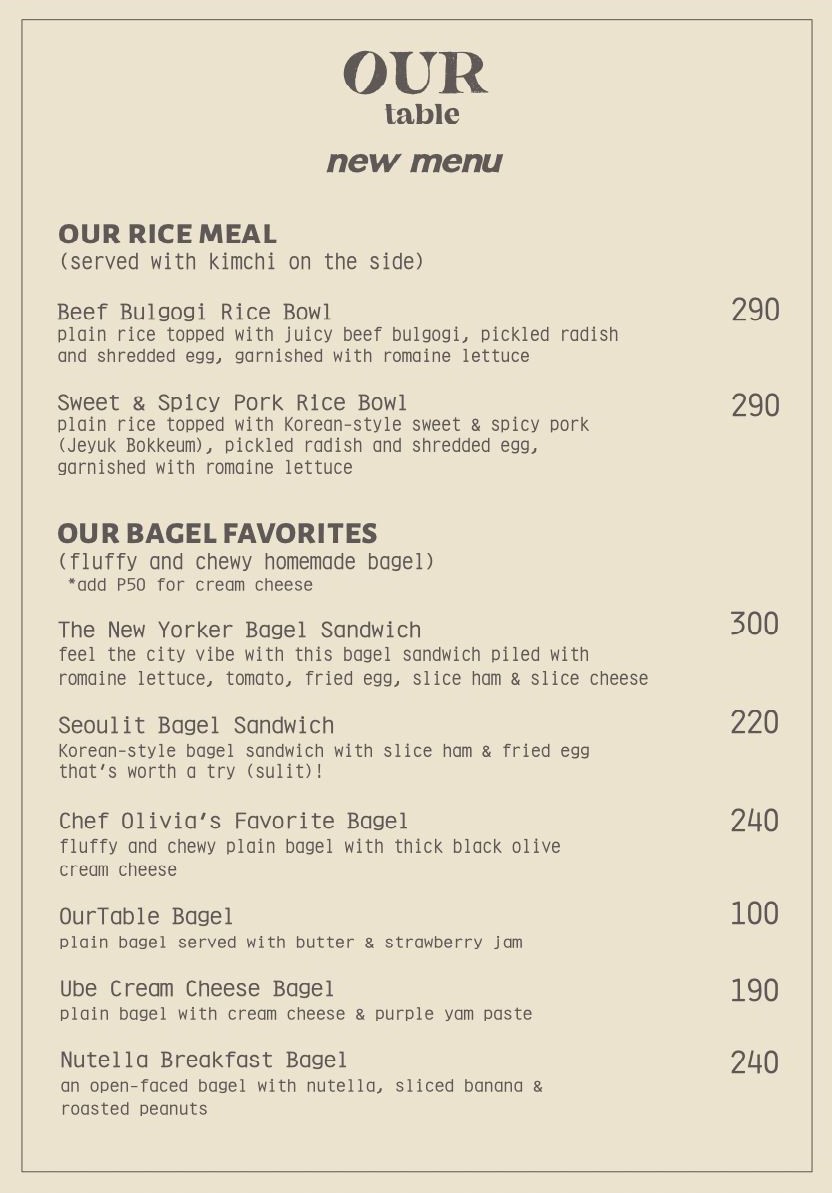 OUR
table
new menu
OUR RICE MEAL
(served with kimchi on the side)
Beef Bulgogi Rice Bowl 290
plain rice topped with juicy beef bulgogi, pickled radish
and shredded egg, garnished with romaine lettuce
Sweet & Spicy Pork Rice Bowl 290
plain rice topped with Korean-style sweet & spicy pork
(Jeyuk Bokkeum), pickled radish and shredded egg,
garnished with romaine lettuce
OUR BAGEL FAVORITES
(fluffy and chewy homemade bagel)
*add P50 for cream cheese
The New Yorker Bagel Sandwich 300
feel the city vibe with this bagel sandwich piled with
romaine lettuce, tomato, fried egg, slice ham & slice cheese
Seoulit Bagel Sandwich 220
Korean-style bagel sandwich with slice ham & fried egg
that's worth a try (sulit)!
Chef Olivia's Favorite Bagel 240
fluffy and chewy plain bagel with thick black olive
cream cheese
OurTable Bagel 100
plain bagel served with butter & strawberry jam
Ube Cream Cheese Bagel 190
plain bagel with cream cheese & purple yam paste
Nutella Breakfast Bagel 240
an open-faced bagel with nutella, sliced banana &
roasted peanuts